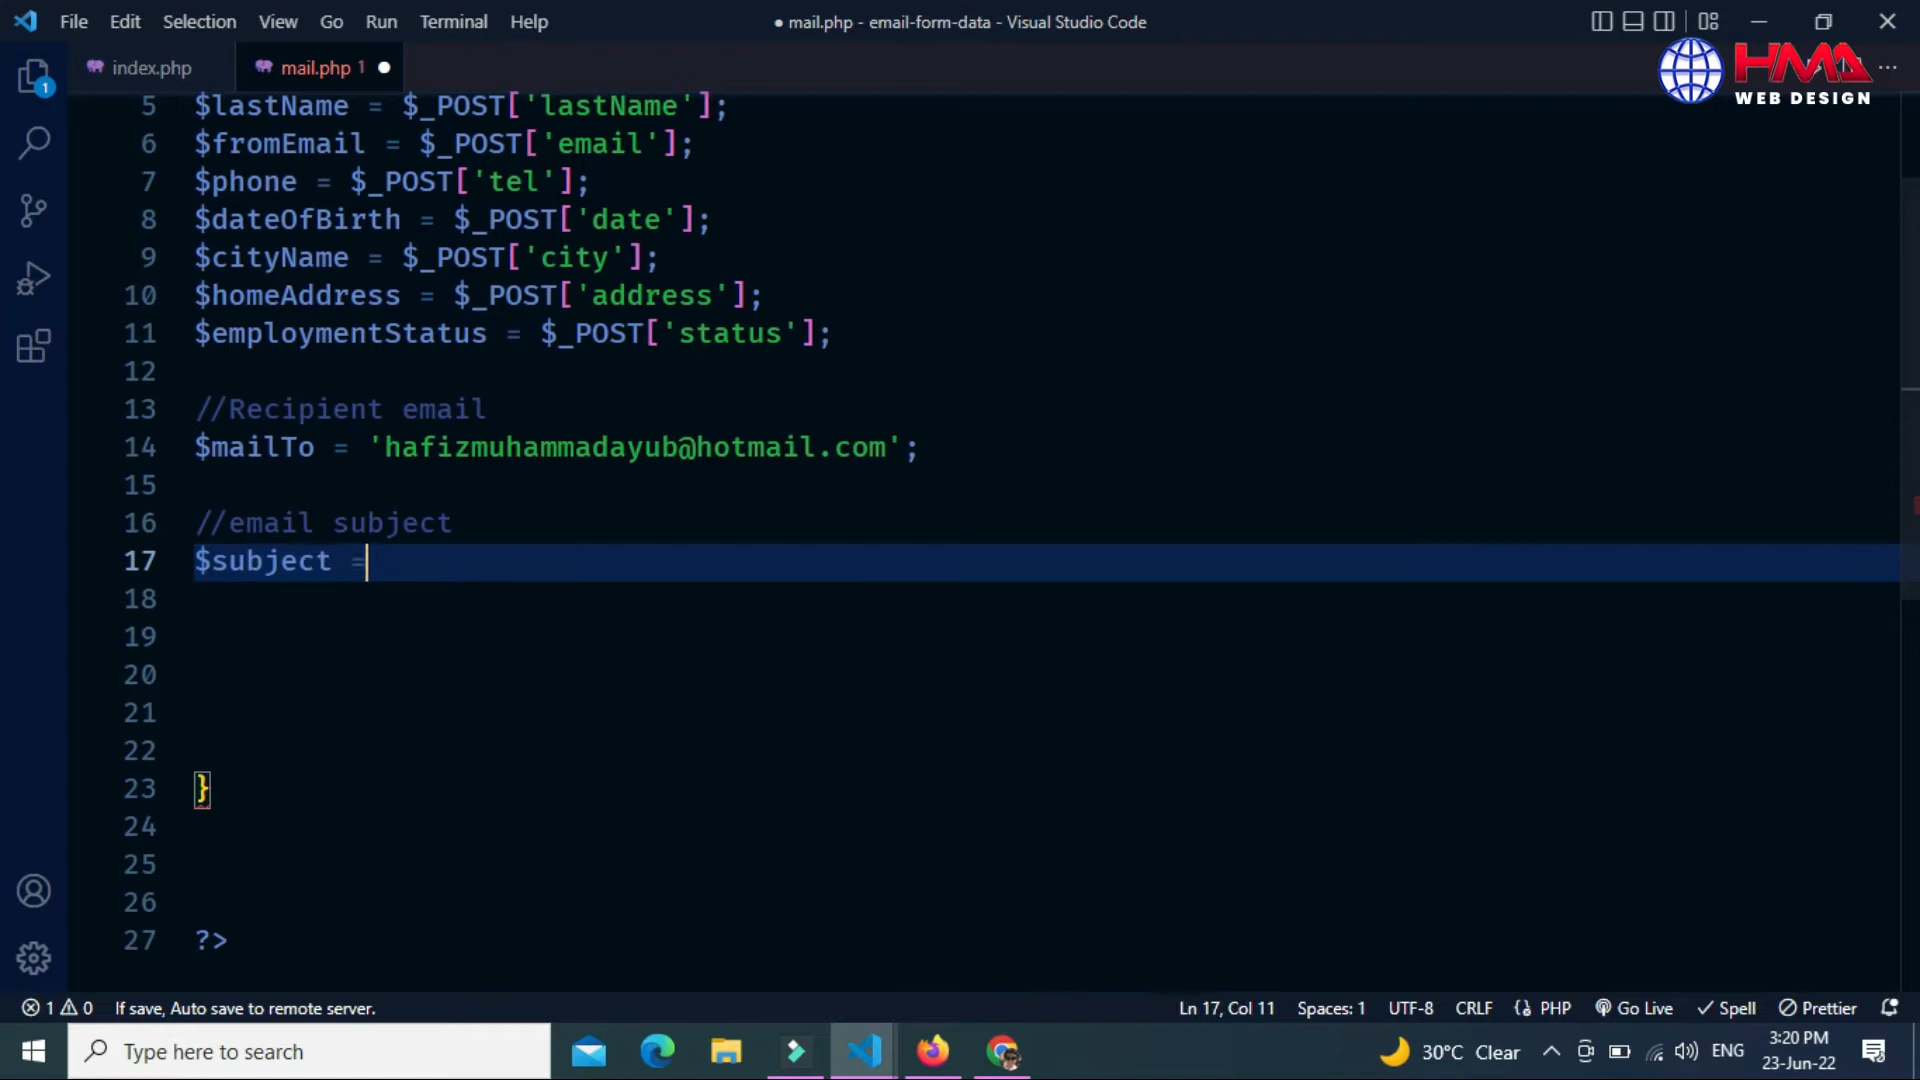 File Edit Selection View Go Run Terminal Help
● mail.php - email-form-data - Visual Studio Code
index.php
mail.php 1
HMA
WEB DESIGN
1
5 $lastName = $_POST['lastName'];
6 $fromEmail = $_POST['email'];
7 $phone = $_POST['tel'];
8 $dateOfBirth = $_POST['date'];
9 $cityName = $_POST['city'];
10 $homeAddress = $_POST['address'];
11 $employmentStatus = $_POST['status'];
12
13 //Recipient email
14 $mailTo = 'hafizmuhammadayub@hotmail.com';
15
16 //email subject
17 $subject =
18
19
20
21
22
23 }
24
25
26
27 ?>
1 0 If save, Auto save to remote server.
Ln 17, Col 11 Spaces: 1 UTF-8 CRLF PHP Go Live Spell Prettier
Type here to search
30°C Clear
ENG
3:20 PM
23-Jun-22